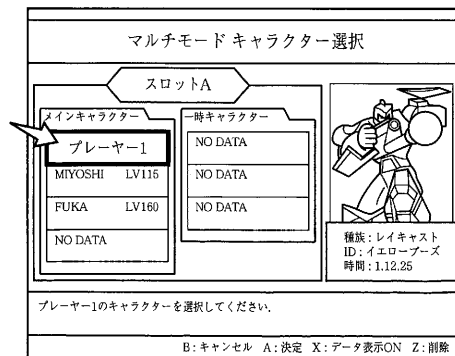 マルチモード キャラクター選択
スロットA
メインキャラクター
プレーヤー1
MIYOSHI LV115
FUKA LV160
NO DATA
一時キャラクター
NO DATA
NO DATA
NO DATA
種族:レイキャスト
ID:イエローブーズ
時間:1.12.25
プレーヤー1のキャラクターを選択してください.
B:キャンセル A:決定 X:データ表示ON Z:削除